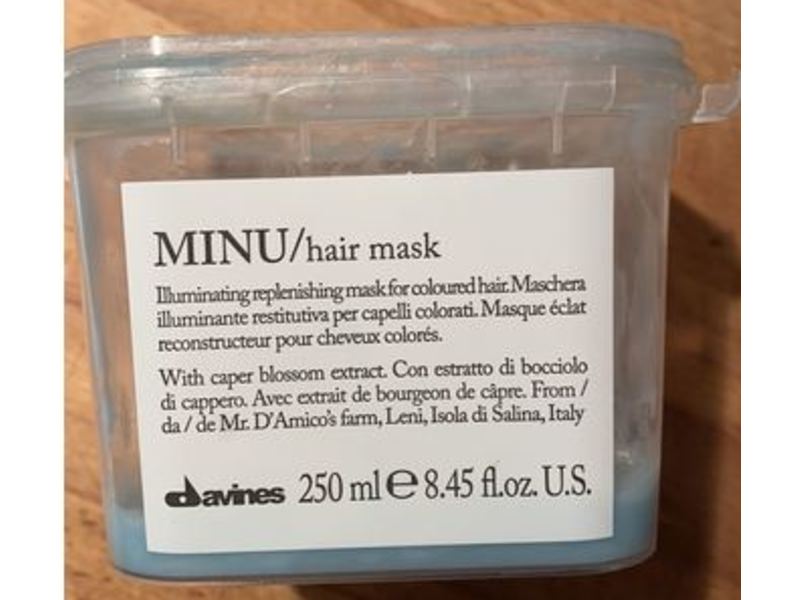 MINU/hair mask
Illuminating replenishing mask for coloured hair. Maschera
illuminante restitutiva per capelli colorati. Masque éclat
reconstructeur pour cheveux colorés.
With caper blossom extract. Con estratto di bocciolo
di cappero. Avec extrait de bourgeon de câpre. From /
da / de Mr. D'Amico's farm, Leni, Isola di Salina, Italy
davines 250 ml e 8.45 fl.oz. U.S.